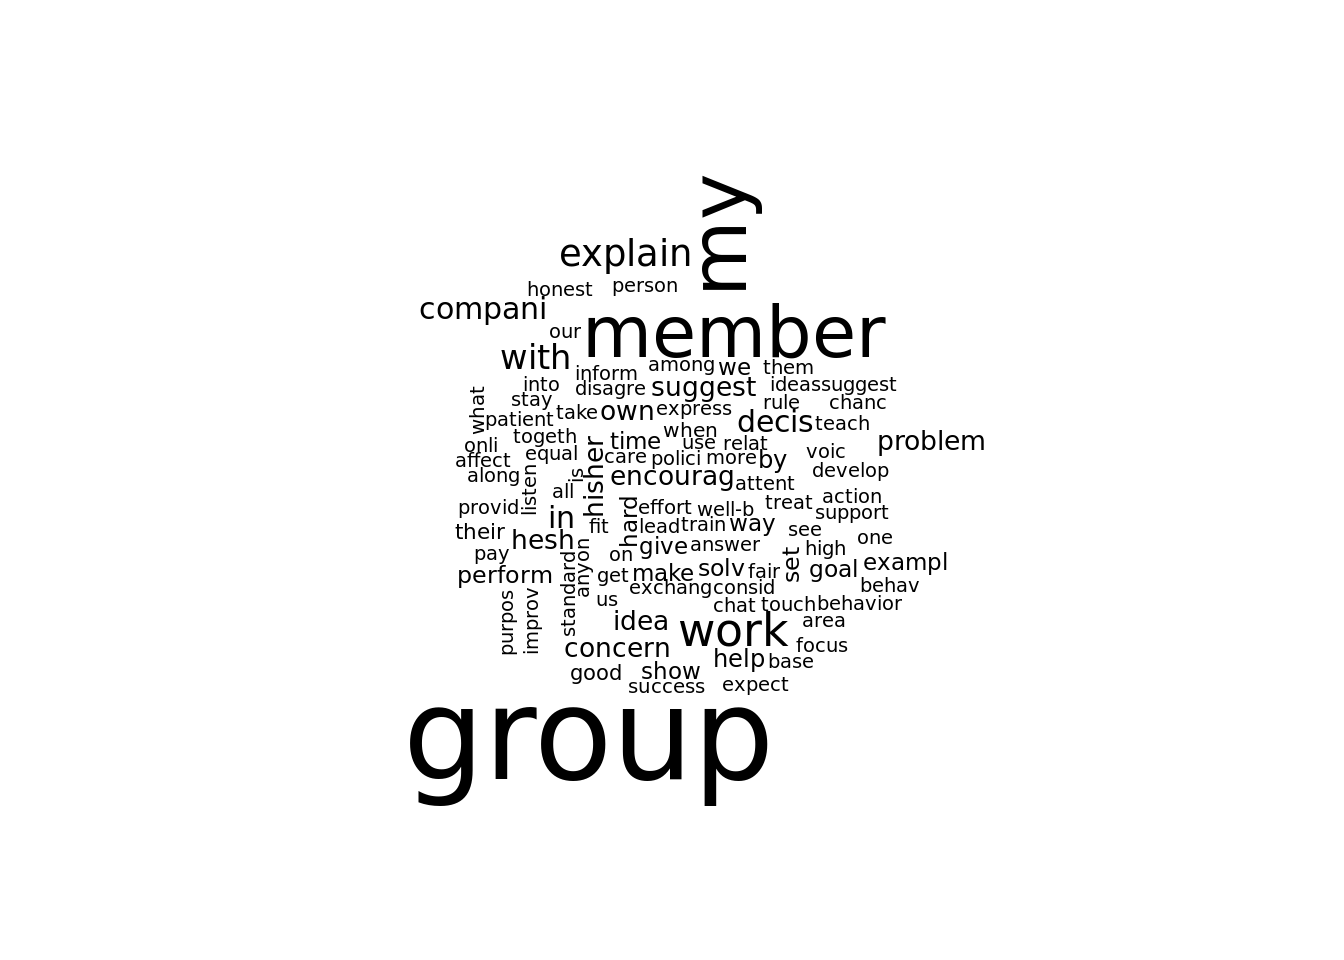 my
explain
honest person
compani
our member
with
inform among we them
into disagre suggest ideassuggest
what stay take own express rule chanc
patient decis teach
togeth time when use relat problem
onli equal care polici more by voic
affect hisher
along listen is encourag attent develop
all
provid in fit hard effort well-b treat action
support
their hesh lead train way see one
pay on give answer set high
perform standard anyon get make solv fair goal exampl
exchang consid behav
purpos improv us chat touch behavior
idea work area
concern focus
good show help base
success expect
group